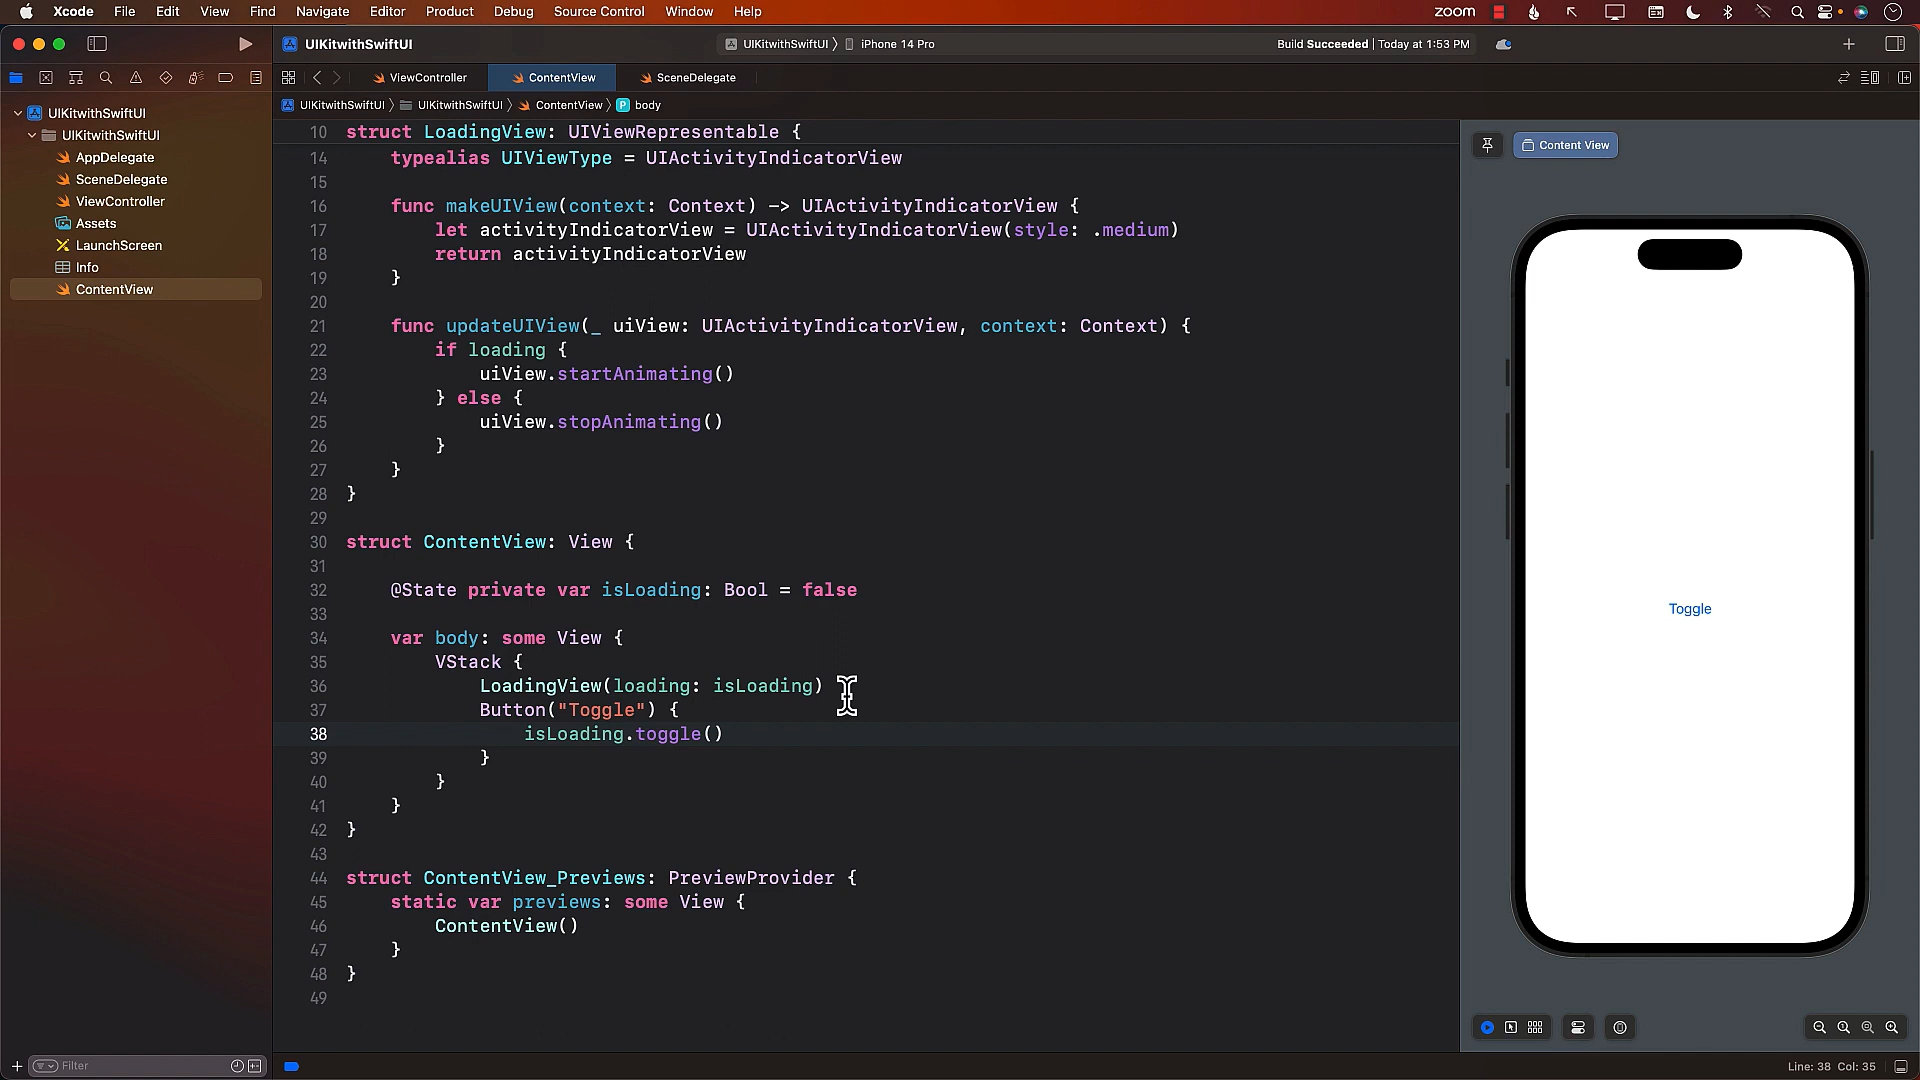 Xcode File Edit View Find Navigate Editor Product Debug Source Control Window Help zoom
UIKitwithSwiftUI UIKitwithSwiftUI iPhone 14 Pro Build Succeeded | Today at 1:53 PM
ViewController ContentView SceneDelegate
UIKitwithSwiftUI UIKitwithSwiftUI ContentView P body
UIKitwithSwiftUI
UIKitwithSwiftUI
AppDelegate
SceneDelegate
ViewController
Assets
LaunchScreen
Info
ContentView
10 struct LoadingView: UIViewRepresentable {
14 typealias UIViewType = UIActivityIndicatorView
15
16 func makeUIView(context: Context) -> UIActivityIndicatorView {
17 let activityIndicatorView = UIActivityIndicatorView(style: .medium)
18 return activityIndicatorView
19 }
20
21 func updateUIView(_ uiView: UIActivityIndicatorView, context: Context) {
22 if loading {
23 uiView.startAnimating()
24 } else {
25 uiView.stopAnimating()
26 }
27 }
28 }
29
30 struct ContentView: View {
31
32 @State private var isLoading: Bool = false
33
34 var body: some View {
35 VStack {
36 LoadingView(loading: isLoading)
37 Button("Toggle") {
38 isLoading.toggle()
39 }
40 }
41 }
42 }
43
44 struct ContentView_Previews: PreviewProvider {
45 static var previews: some View {
46 ContentView()
47 }
48 }
49
Content View
Toggle
Filter
Line: 38 Col: 35